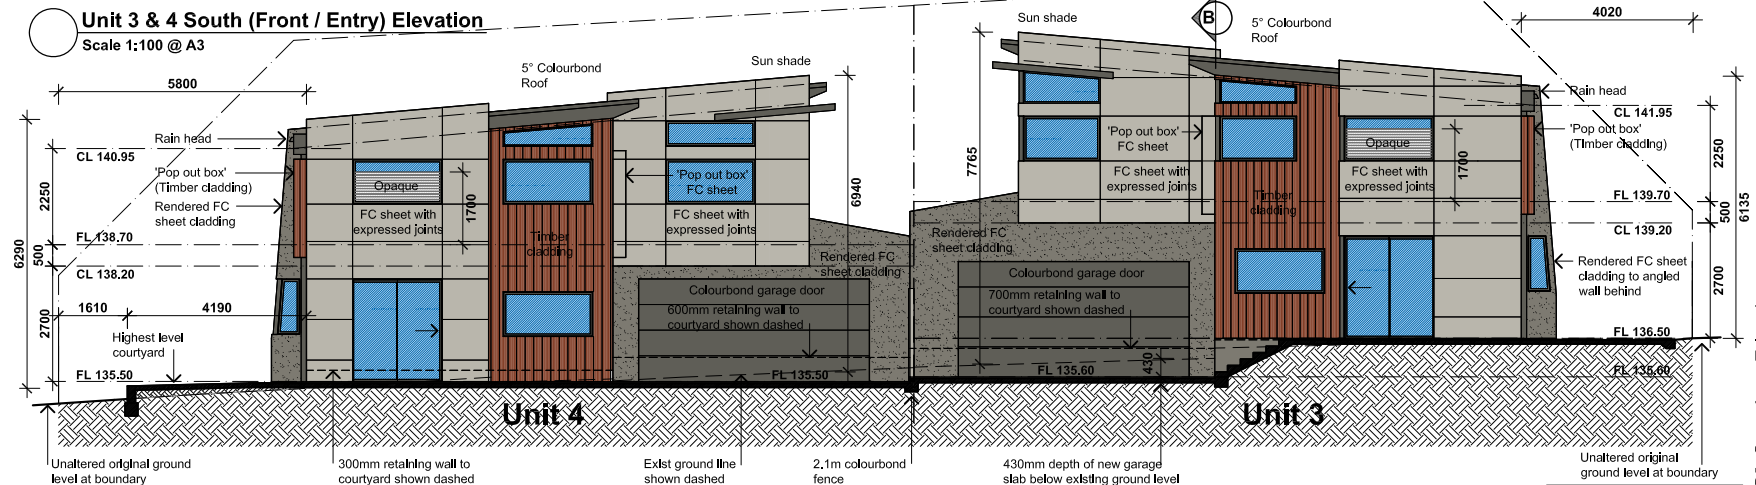 Unit 3 & 4 South (Front / Entry) Elevation
Scale 1:100 @ A3
5800
Rain head
CL 140.95
'Pop out box'
(Timber cladding)
Rendered FC
sheet cladding
2250
6290
500
FL 138.70
CL 138.20
1610
4190
2700
Highest level
courtyard
FL 135.50
Opaque
1700
FC sheet with
expressed joints
5° Colourbond
Roof
Timber
cladding
Sun shade
'Pop out box'
FC sheet
FC sheet with
expressed joints
6940
Rendered FC
sheet cladding
Colourbond garage door
600mm retaining wall to
courtyard shown dashed
FL 135.50
Unit 4
Unaltered original ground
level at boundary
300mm retaining wall to
courtyard shown dashed
Exist ground line
shown dashed
2.1m colourbond
fence
Sun shade
B
5° Colourbond
Roof
4020
7765
'Pop out box'
FC sheet
FC sheet with
expressed joints
Timber
cladding
Rendered FC
sheet cladding
Colourbond garage door
700mm retaining wall to
courtyard shown dashed
FL 135.60
430
Opaque
1700
FC sheet with
expressed joints
Rain head
CL 141.95
'Pop out box'
(Timber cladding)
2250
FL 139.70
500
6135
CL 139.20
Rendered FC
sheet cladding to angled
wall behind
2700
FL 136.50
FL 135.60
Unit 3
430mm depth of new garage
slab below existing ground level
Unaltered original
ground level at boundary